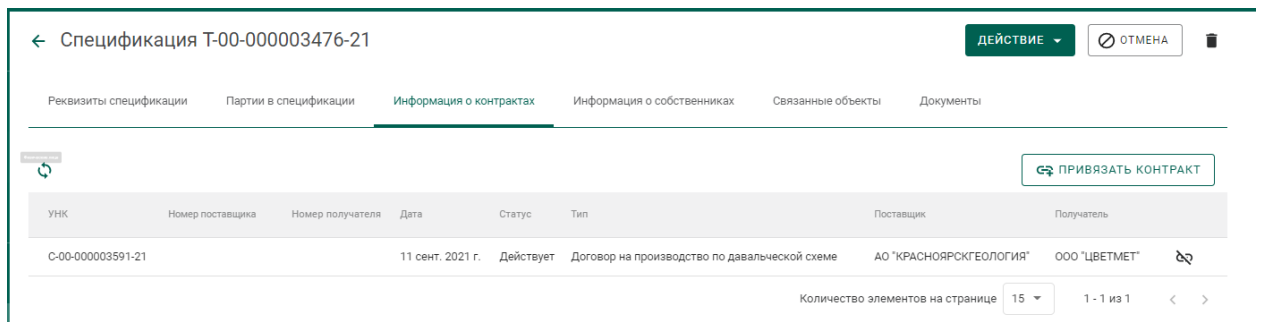 Спецификация Т-00-000003476-21
ДЕЙСТВИЕ
ОТМЕНА
Реквизиты спецификации Партии в спецификации Информация о контрактах Информация о собственниках Связанные объекты Документы
ПРИВЯЗАТЬ КОНТРАКТ
УНК Номер поставщика Номер получателя Дата Статус Тип Поставщик Получатель
С-00-000003591-21 11 сент. 2021 г. Действует Договор на производство по давальческой схеме АО "КРАСНОЯРСКГЕОЛОГИЯ" ООО "ЦВЕТМЕТ"
Количество элементов на странице 15 1 - 1 из 1